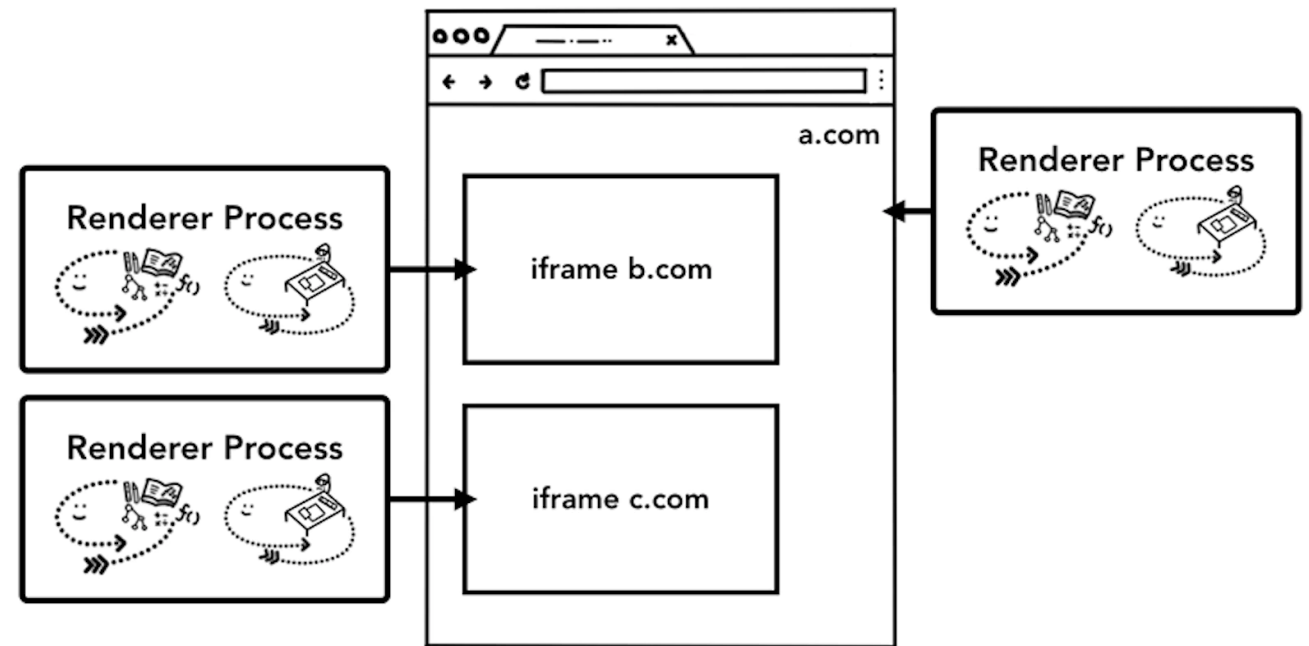 a.com
Renderer Process
f()
iframe b.com
Renderer Process
f()
Renderer Process
f()
iframe c.com